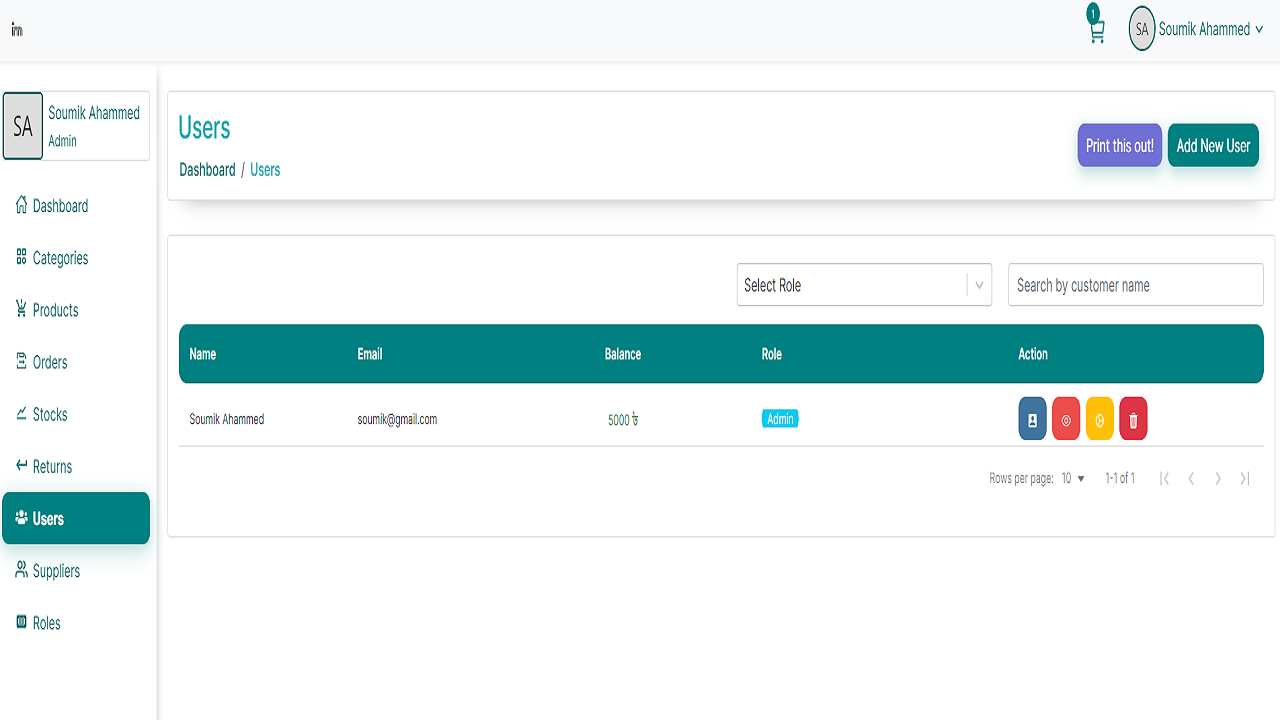 im
1
SA
Soumik Ahammed
SA
Soumik Ahammed
Admin
Dashboard
Categories
Products
Orders
Stocks
Returns
Users
Suppliers
Roles
Users
Dashboard / Users
Print this out!
Add New User
Select Role
Search by customer name
Name Email Balance Role Action
Soumik Ahammed soumik@gmail.com 5000 ৳ Admin
Rows per page: 10 1-1 of 1